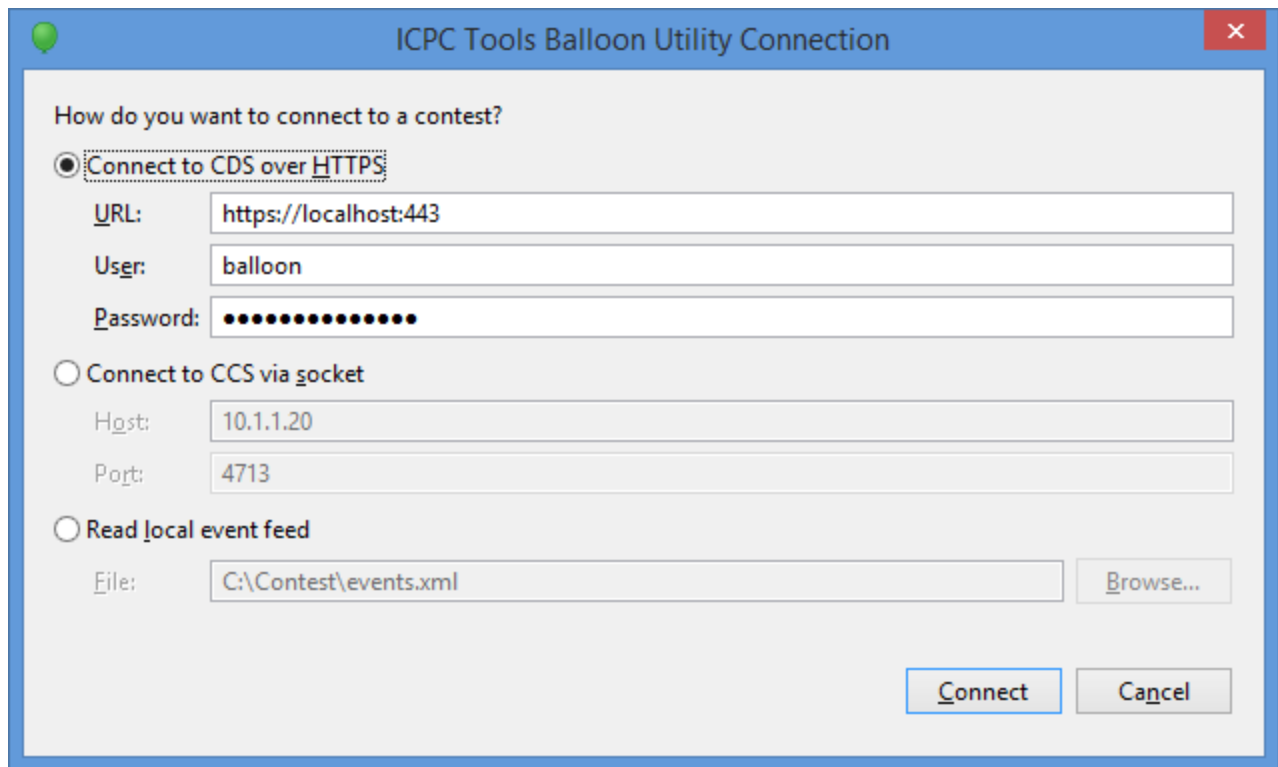 ICPC Tools Balloon Utility Connection
How do you want to connect to a contest?
Connect to CDS over HTTPS
URL: https://localhost:443
User: balloon
Password: ●●●●●●●●●●●●●●
Connect to CCS via socket
Host: 10.1.1.20
Port: 4713
Read local event feed
File: C:\Contest\events.xml Browse...
Connect Cancel